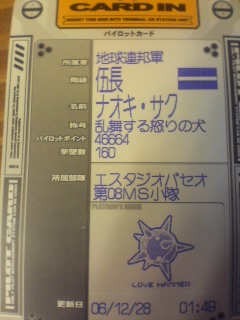 CARD IN
INSERT THIS SIDE INTO TERMINAL OR STATION UNIT
パイロットカード
所属軍 地球連邦軍
階級 伍長
名前 ナオキ・サク
称号 乱舞する怒りの犬
パイロットポイント 46664
撃墜数 160
所属部隊 エスタジオパセオ
第08MS小隊
LOVE HAMMER
更新日 06/12/28 01:49